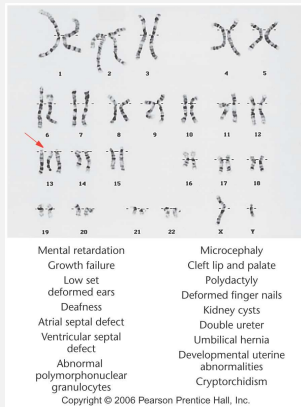 1 2 3 4 5
6 7 8 9 10 11 12
13 14 15 16 17 18
19 20 21 22 X Y
Mental retardation
Growth failure
Low set
deformed ears
Deafness
Atrial septal defect
Ventricular septal
defect
Abnormal
polymorphonuclear
granulocytes
Microcephaly
Cleft lip and palate
Polydactyly
Deformed finger nails
Kidney cysts
Double ureter
Umbilical hernia
Developmental uterine
abnormalities
Cryptorchidism
Copyright © 2006 Pearson Prentice Hall, Inc.